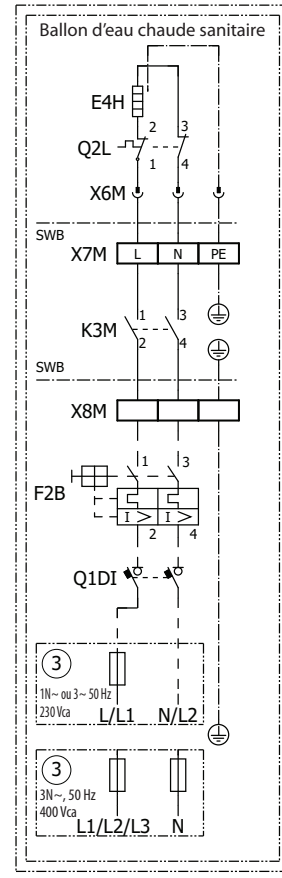 Ballon d'eau chaude sanitaire
E4H
2 3
Q2L
1 4
X6M
SWB
X7M L N PE
1 3
K3M
2 4
SWB
X8M
1 3
F2B
I > I >
2 4
Q1DI
3
1N~ ou 3~ 50 Hz
230 Vca
L/L1 N/L2
3
3N~, 50 Hz
400 Vca
L1/L2/L3 N